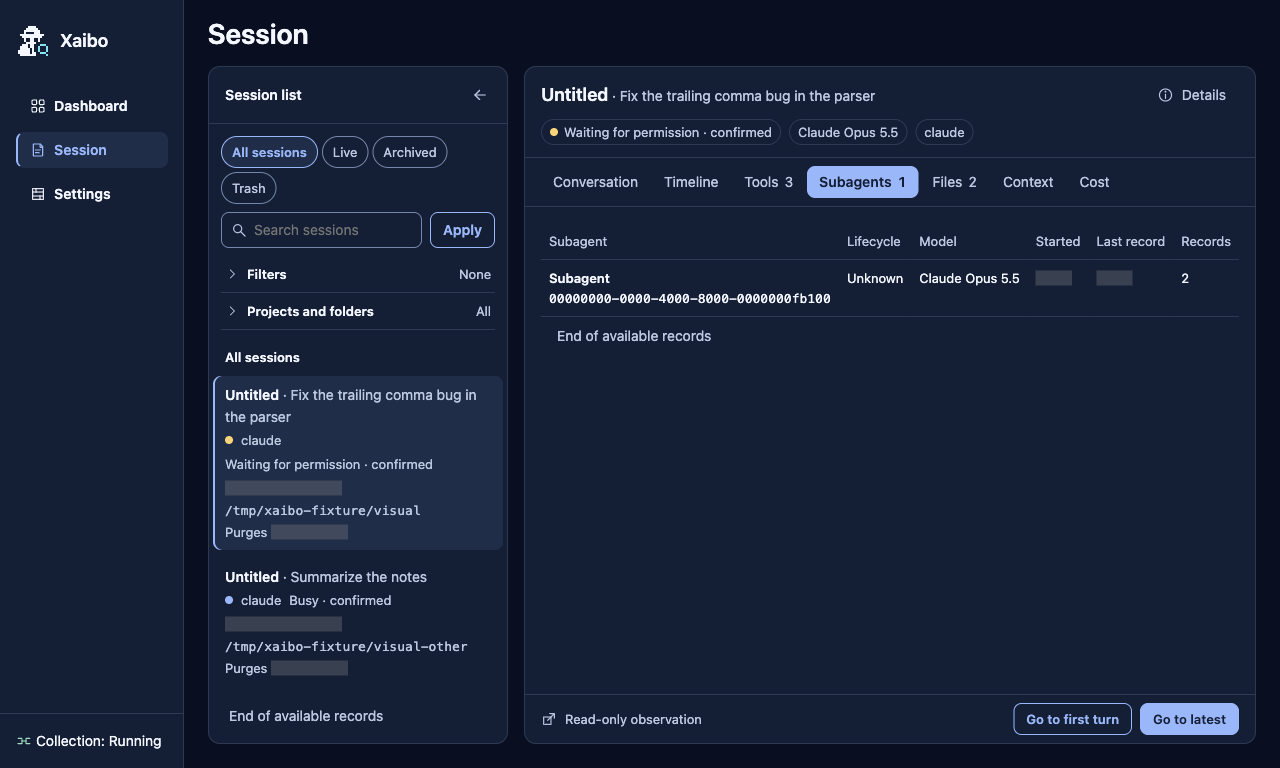 Xaibo
Dashboard
Session
Settings
Collection: Running
Session
Session list
All sessions
Live
Archived
Trash
Search sessions
Apply
Filters
None
Projects and folders
All
All sessions
Untitled · Fix the trailing comma bug in
the parser
claude
Waiting for permission · confirmed
/tmp/xaibo-fixture/visual
Purges
Untitled · Summarize the notes
claude Busy · confirmed
/tmp/xaibo-fixture/visual-other
Purges
End of available records
Untitled · Fix the trailing comma bug in the parser
Details
Waiting for permission · confirmed
Claude Opus 5.5
claude
Conversation
Timeline
Tools 3
Subagents 1
Files 2
Context
Cost
Subagent Lifecycle Model Started Last record Records
Subagent Unknown Claude Opus 5.5 2
00000000-0000-4000-8000-0000000fb100
End of available records
Read-only observation
Go to first turn
Go to latest